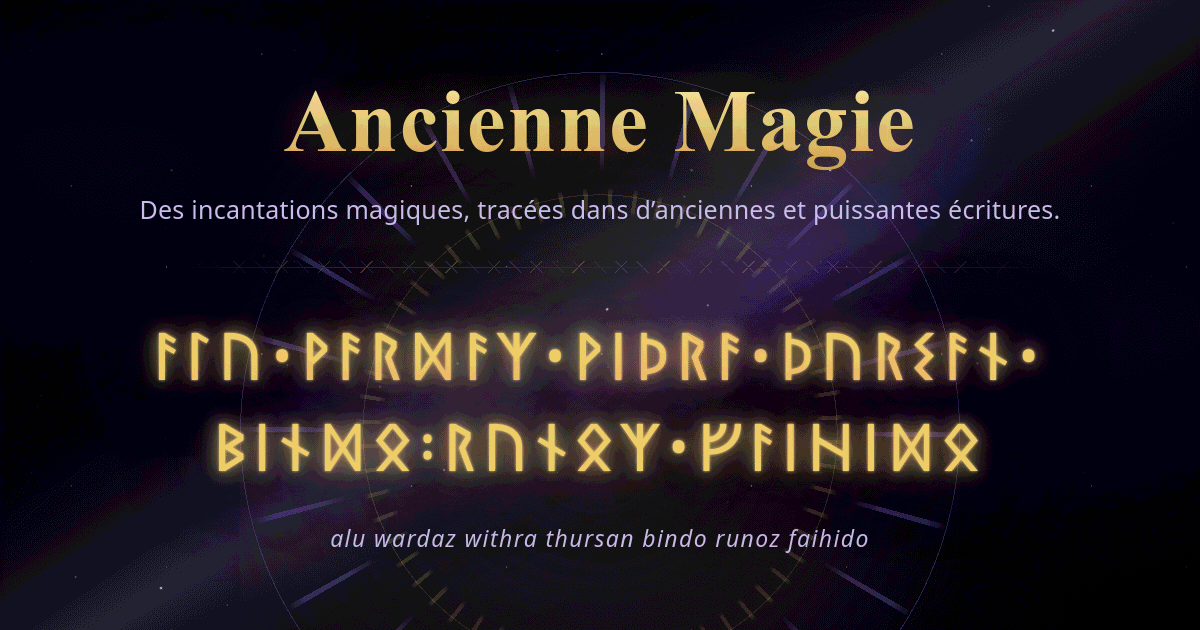 Ancienne Magie
Des incantations magiques, tracées dans d’anciennes et puissantes écritures.
ᚨᛚᚢ•ᚹᚨᚱᛞᚨᛉ•ᚹᛁᚦᚱᚨ•ᚦᚢᚱᛊᚨᚾ•
ᛒᛁᚾᛞᛟ:ᚱᚢᚾᛟᛉ•ᚠᚨᛁᚺᛁᛞᛟ
alu wardaz withra thursan bindo runoz faihido